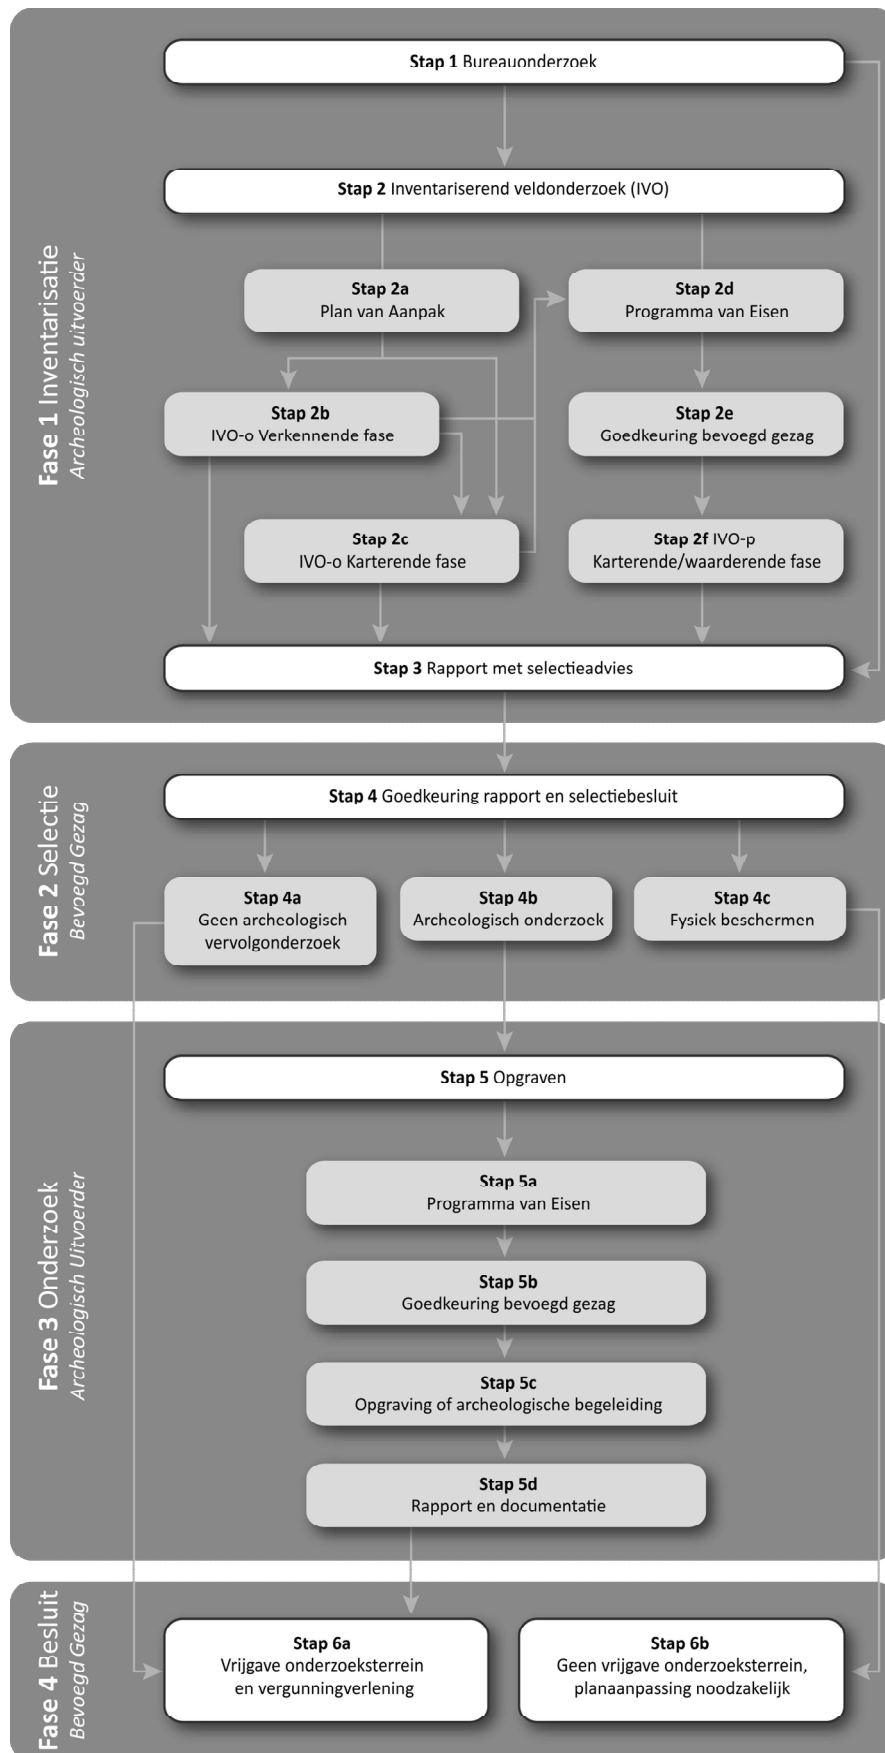 Fase 1 Inventarisatie
Archeologisch uitvoerder
Stap 1 Bureauonderzoek
Stap 2 Inventariserend veldonderzoek (IVO)
Stap 2a
Plan van Aanpak
Stap 2d
Programma van Eisen
Stap 2b
IVO-o Verkennende fase
Stap 2e
Goedkeuring bevoegd gezag
Stap 2c
IVO-o Karterende fase
Stap 2f IVO-p
Karterende/waarderende fase
Stap 3 Rapport met selectieadvies
Fase 2 Selectie
Bevoegd Gezag
Stap 4 Goedkeuring rapport en selectiebesluit
Stap 4a
Geen archeologisch
vervolgonderzoek
Stap 4b
Archeologisch onderzoek
Stap 4c
Fysiek beschermen
Fase 3 Onderzoek
Archeologisch Uitvoerder
Stap 5 Opgraven
Stap 5a
Programma van Eisen
Stap 5b
Goedkeuring bevoegd gezag
Stap 5c
Opgraving of archeologische begeleiding
Stap 5d
Rapport en documentatie
Fase 4 Besluit
Bevoegd Gezag
Stap 6a
Vrijgave onderzoeksterrein
en vergunningverlening
Stap 6b
Geen vrijgave onderzoeksterrein,
planaanpassing noodzakelijk